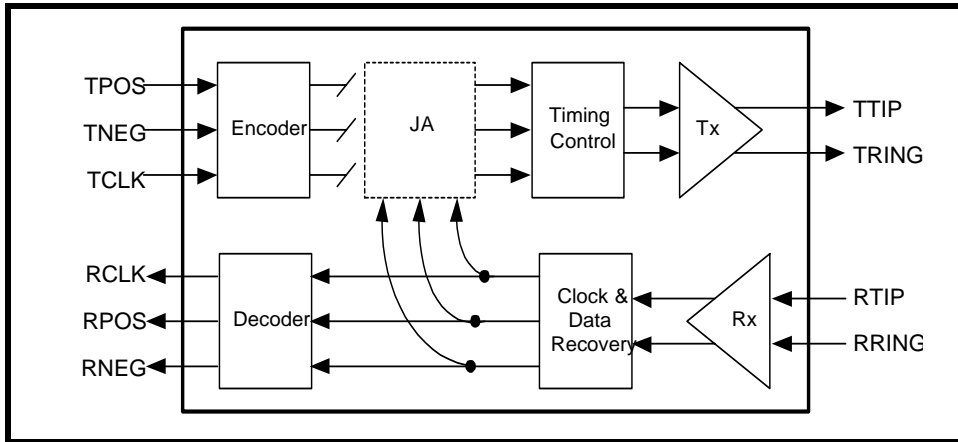 TPOS
TNEG
TCLK
Encoder
JA
Timing
Control
Tx
TTIP
TRING
RCLK
RPOS
RNEG
Decoder
Clock &
Data
Recovery
Rx
RTIP
RRING